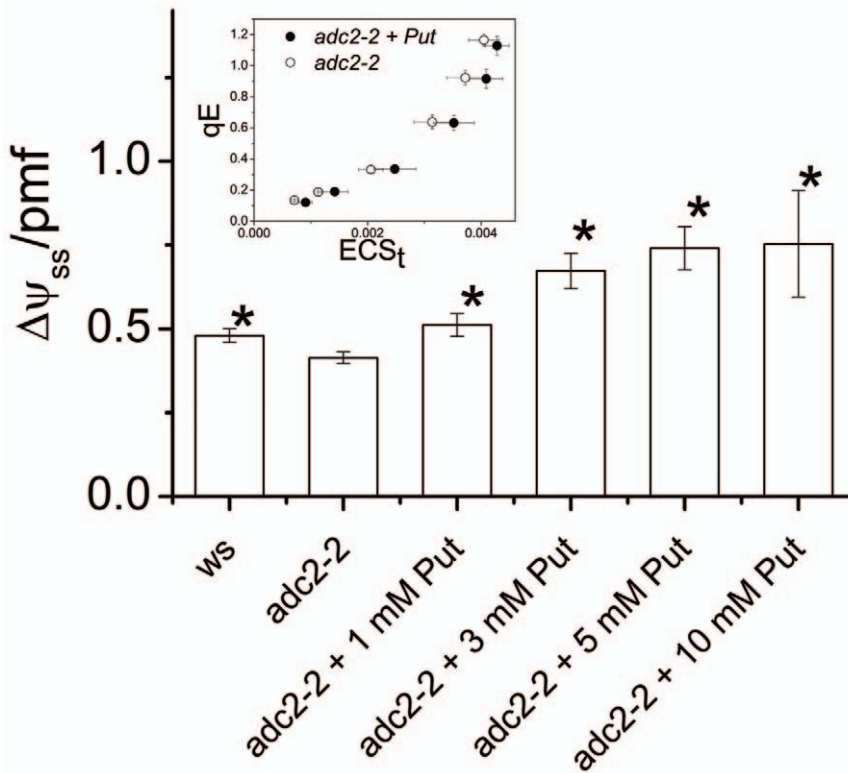 1.2
1.0
0.8
0.6
0.4
0.2
0.0
qE
adc2-2 + Put
adc2-2
0.000
0.002
0.004
ECSt
Δψss/pmf
1.0
0.5
0.0
*
*
*
*
*
ws
adc2-2
adc2-2 + 1 mM Put
adc2-2 + 3 mM Put
adc2-2 + 5 mM Put
adc2-2 + 10 mM Put